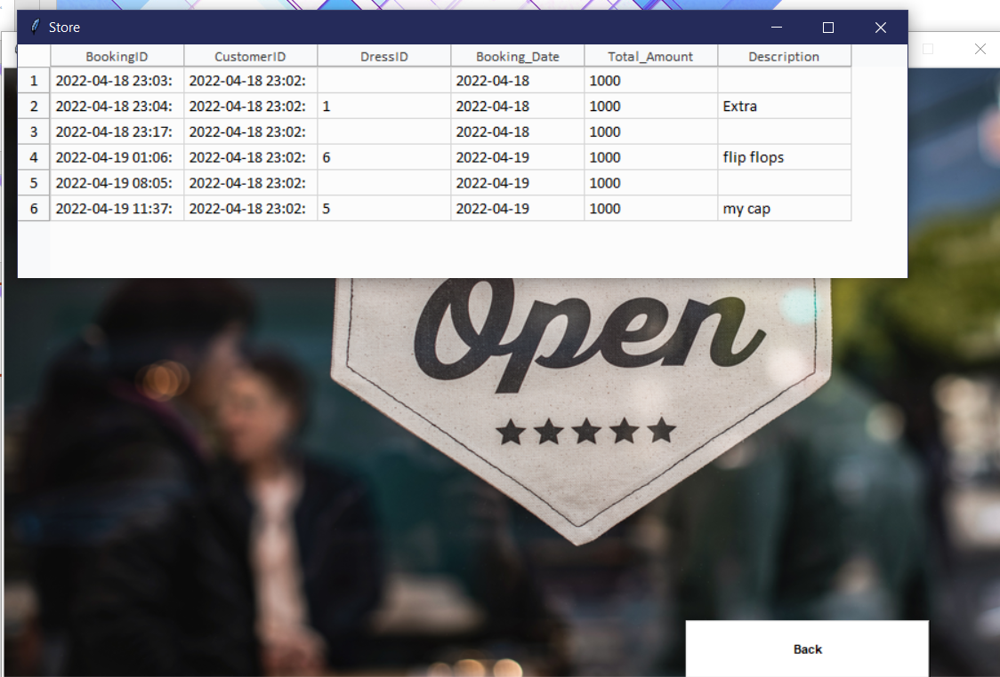 Store
BookingID CustomerID DressID Booking_Date Total_Amount Description
1 2022-04-18 23:03: 2022-04-18 23:02: 2022-04-18 1000
2 2022-04-18 23:04: 2022-04-18 23:02: 1 2022-04-18 1000 Extra
3 2022-04-18 23:17: 2022-04-18 23:02: 2022-04-18 1000
4 2022-04-19 01:06: 2022-04-18 23:02: 6 2022-04-19 1000 flip flops
5 2022-04-19 08:05: 2022-04-18 23:02: 2022-04-19 1000
6 2022-04-19 11:37: 2022-04-18 23:02: 5 2022-04-19 1000 my cap
Open
Back